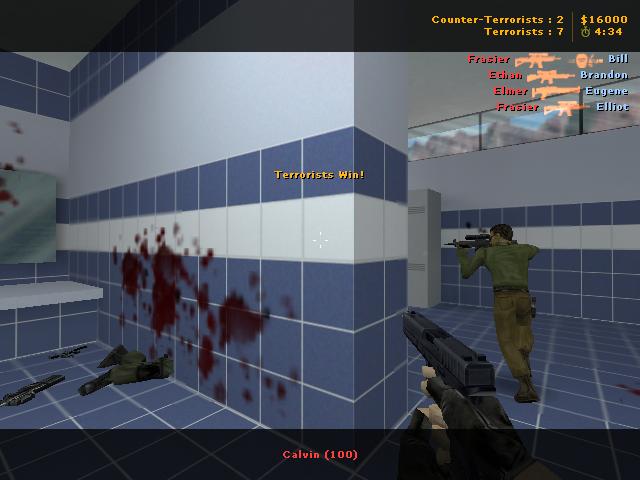 Counter-Terrorists : 2 $16000
Terrorists : 7 4:34
Frasier Bill
Ethan Brandon
Elmer Eugene
Frasier Elliot
Terrorists Win!
Calvin (100)